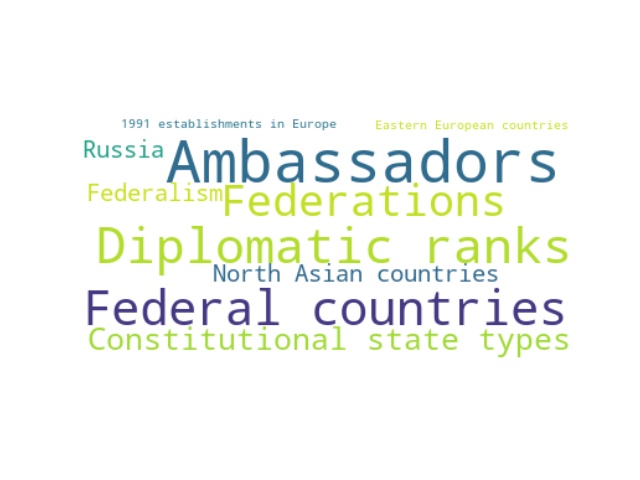 1991 establishments in Europe
Eastern European countries
Russia
Ambassadors
Federalism
Federations
Diplomatic ranks
North Asian countries
Federal countries
Constitutional state types